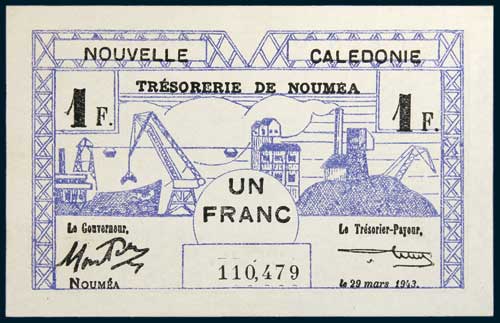 NOUVELLE CALEDONIE
TRÉSORERIE DE NOUMÉA
1 F. 1 F.
UN
FRANC
Le Gouverneur, Le Trésorier-Payeur,
110,479
NOUMÉA le 29 mars 1943.